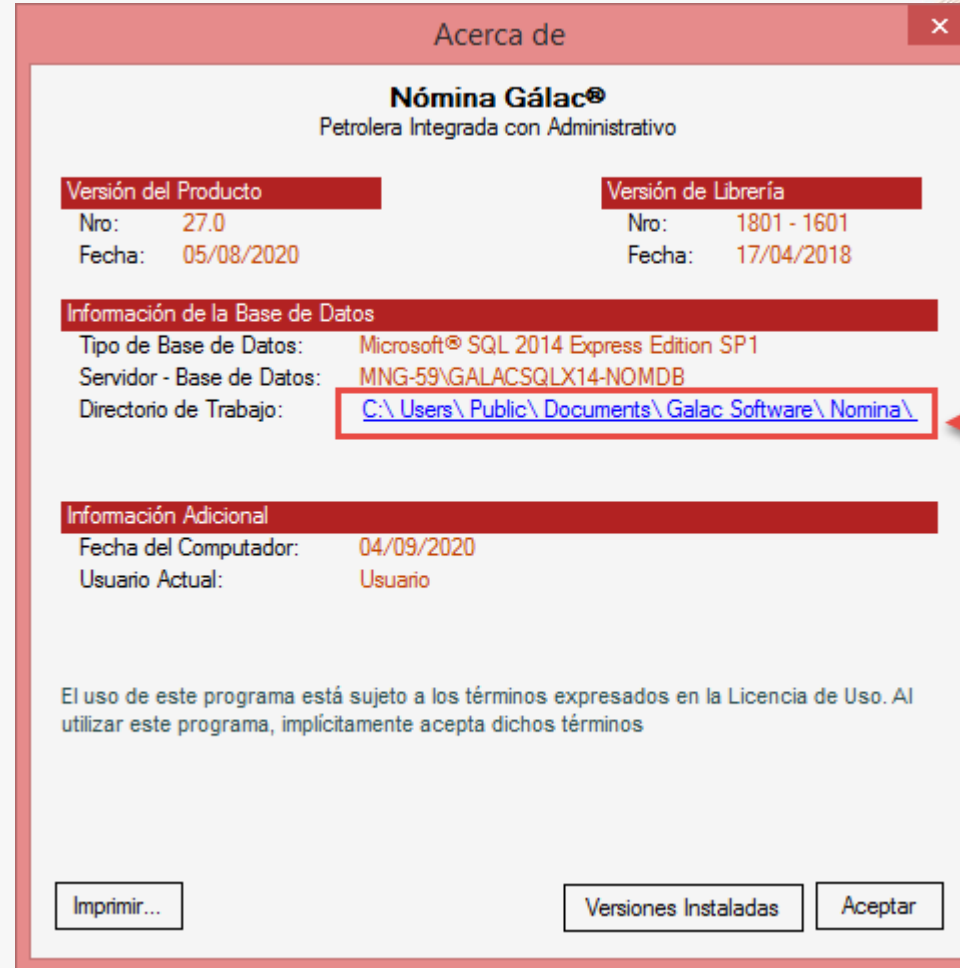 Acerca de
×
Nómina Gálac®
Petrolera Integrada con Administrativo
Versión del Producto
Nro: 27.0
Fecha: 05/08/2020
Versión de Librería
Nro: 1801 - 1601
Fecha: 17/04/2018
Información de la Base de Datos
Tipo de Base de Datos: Microsoft® SQL 2014 Express Edition SP1
Servidor - Base de Datos: MNG-59\GALACSQLX14-NOMDB
Directorio de Trabajo: C:\ Users\ Public\ Documents\ Galac Software\ Nomina\
Información Adicional
Fecha del Computador: 04/09/2020
Usuario Actual: Usuario
El uso de este programa está sujeto a los términos expresados en la Licencia de Uso. Al
utilizar este programa, implícitamente acepta dichos términos
Imprimir... Versiones Instaladas Aceptar